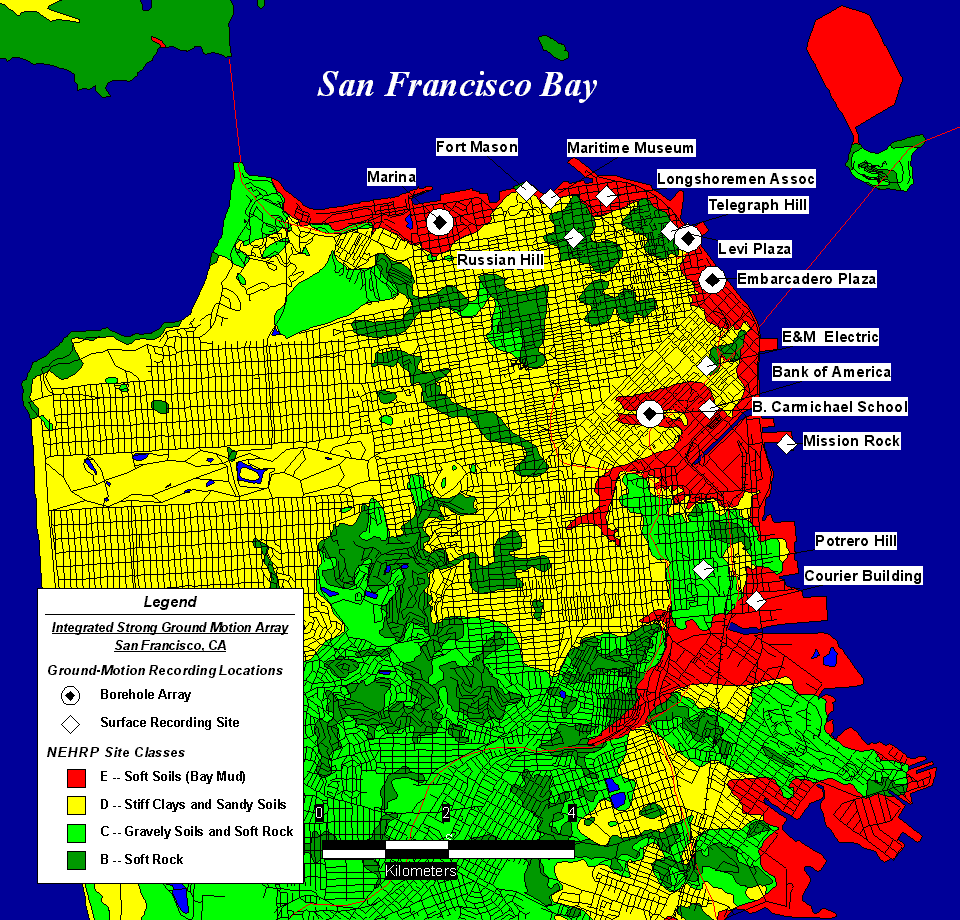 San Francisco Bay
Fort Mason
Maritime Museum
Marina
Longshoremen Assoc
Telegraph Hill
Levi Plaza
Russian Hill
Embarcadero Plaza
E&M Electric
Bank of America
B. Carmichael School
Mission Rock
Potrero Hill
Courier Building
Legend
Integrated Strong Ground Motion Array
San Francisco, CA
Ground-Motion Recording Locations
Borehole Array
Surface Recording Site
NEHRP Site Classes
E -- Soft Soils (Bay Mud)
D -- Stiff Clays and Sandy Soils
C -- Gravely Soils and Soft Rock
B -- Soft Rock
0 2 4
Kilometers